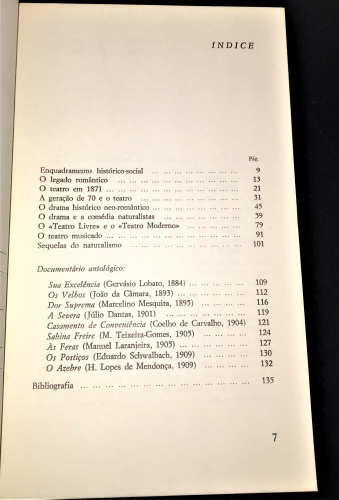 ÍNDICE
Pág.
Enquadramento histórico-social ... ... ... ... ... ... ... ... ... 9
O legado romântico ... ... ... ... ... ... ... ... ... ... ... 13
O teatro em 1871 ... ... ... ... ... ... ... ... ... ... ... 21
A geração de 70 e o teatro ... ... ... ... ... ... ... ... ... 31
O drama histórico neo-romântico ... ... ... ... ... ... ... ... 45
O drama e a comédia naturalistas ... ... ... ... ... ... ... ... 59
O «Teatro Livre» e o «Teatro Moderno» ... ... ... ... ... ... 79
O teatro musicado ... ... ... ... ... ... ... ... ... ... ... 91
Sequelas do naturalismo ... ... ... ... ... ... ... ... ... ... 101
Documentário antológico:
Sua Excelência (Gervásio Lobato, 1884) ... ... ... ... ... 109
Os Velhos (João da Câmara, 1893) ... ... ... ... ... ... 112
Dor Suprema (Marcelino Mesquita, 1895) ... ... ... ... ... 116
A Severa (Júlio Dantas, 1901) ... ... ... ... ... ... ... 119
Casamento de Conveniência (Coelho de Carvalho, 1904) 121
Sabina Freire (M. Teixeira-Gomes, 1905) ... ... ... ... 124
Às Feras (Manuel Laranjeira, 1905) ... ... ... ... ... ... 127
Os Postiços (Eduardo Schwalbach, 1909) ... ... ... ... ... 130
O Azebre (H. Lopes de Mendonça, 1909) ... ... ... ... ... 132
Bibliografia ... ... ... ... ... ... ... ... ... ... ... ... ... 135
7